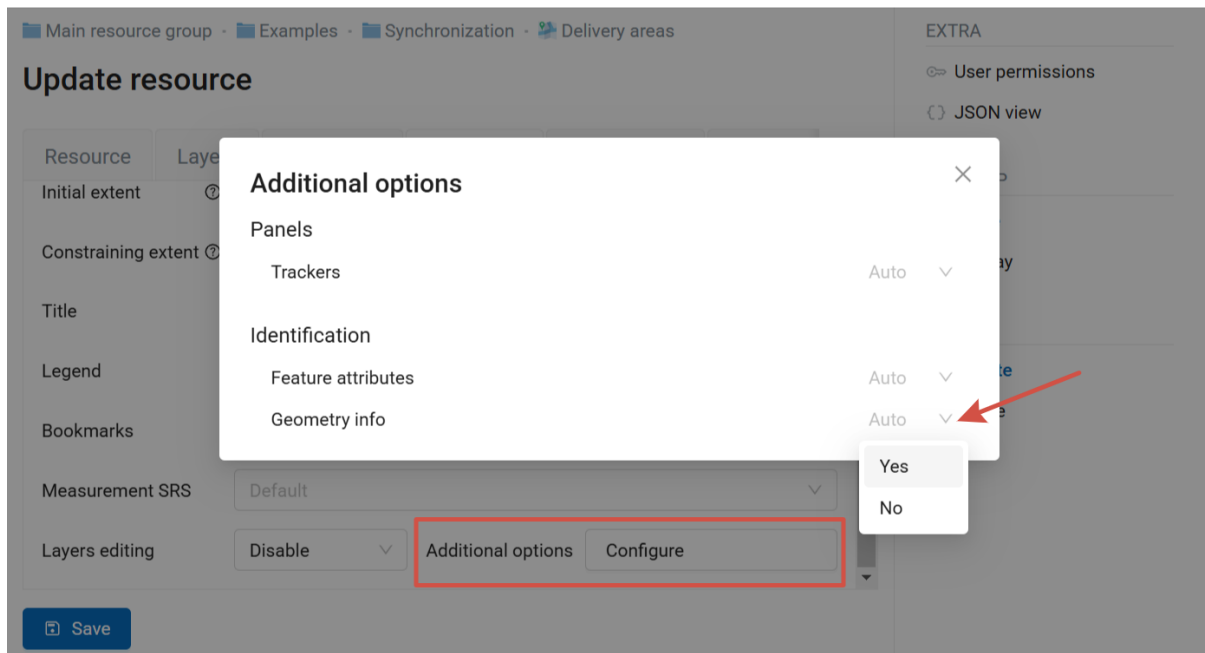 Main resource group · Examples · Synchronization · Delivery areas
Update resource
Resource
Initial extent
Constraining extent
Title
Legend
Bookmarks
Measurement SRS Default
Layers editing Disable Additional options Configure
Save
Additional options
Panels
Trackers Auto
Identification
Feature attributes Auto
Geometry info Auto
Yes
No
EXTRA
User permissions
JSON view